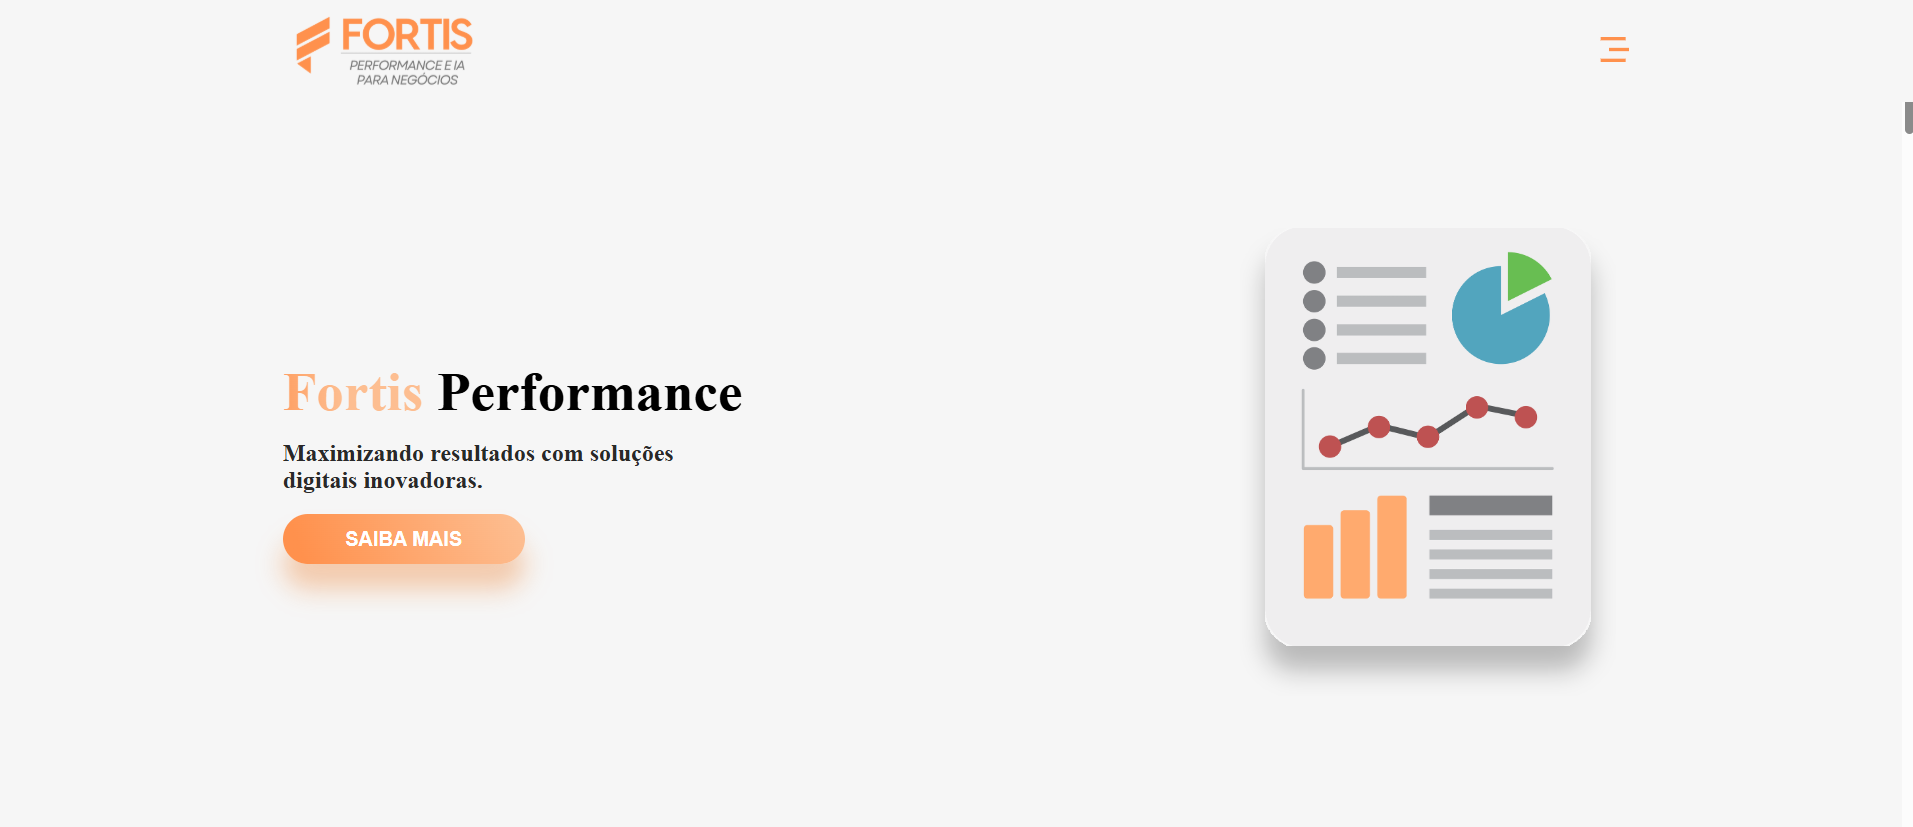 FORTIS
PERFORMANCE E IA
PARA NEGÓCIOS
Fortis Performance
Maximizando resultados com soluções
digitais inovadoras.
SAIBA MAIS